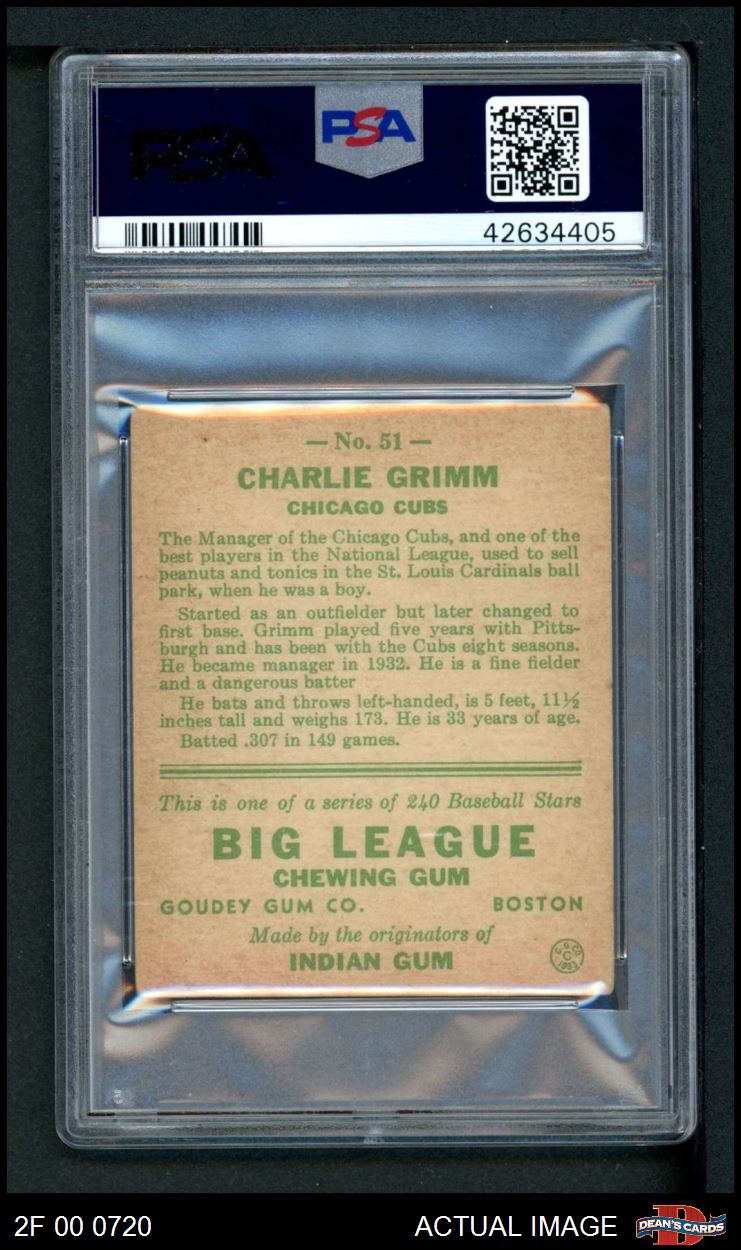 PSA
PSA
42634405
— No. 51 —
CHARLIE GRIMM
CHICAGO CUBS
The Manager of the Chicago Cubs, and one of the
best players in the National League, used to sell
peanuts and tonics in the St. Louis Cardinals ball
park, when he was a boy.
Started as an outfielder but later changed to
first base. Grimm played five years with Pitts-
burgh and has been with the Cubs eight seasons.
He became manager in 1932. He is a fine fielder
and a dangerous batter
He bats and throws left-handed, is 5 feet, 11½
inches tall and weighs 173. He is 33 years of age.
Batted .307 in 149 games.
This is one of a series of 240 Baseball Stars
BIG LEAGUE
CHEWING GUM
GOUDEY GUM CO. BOSTON
Made by the originators of
INDIAN GUM
G.G.CO.
C
1933
2F 00 0720 ACTUAL IMAGE DEAN'S CARDS